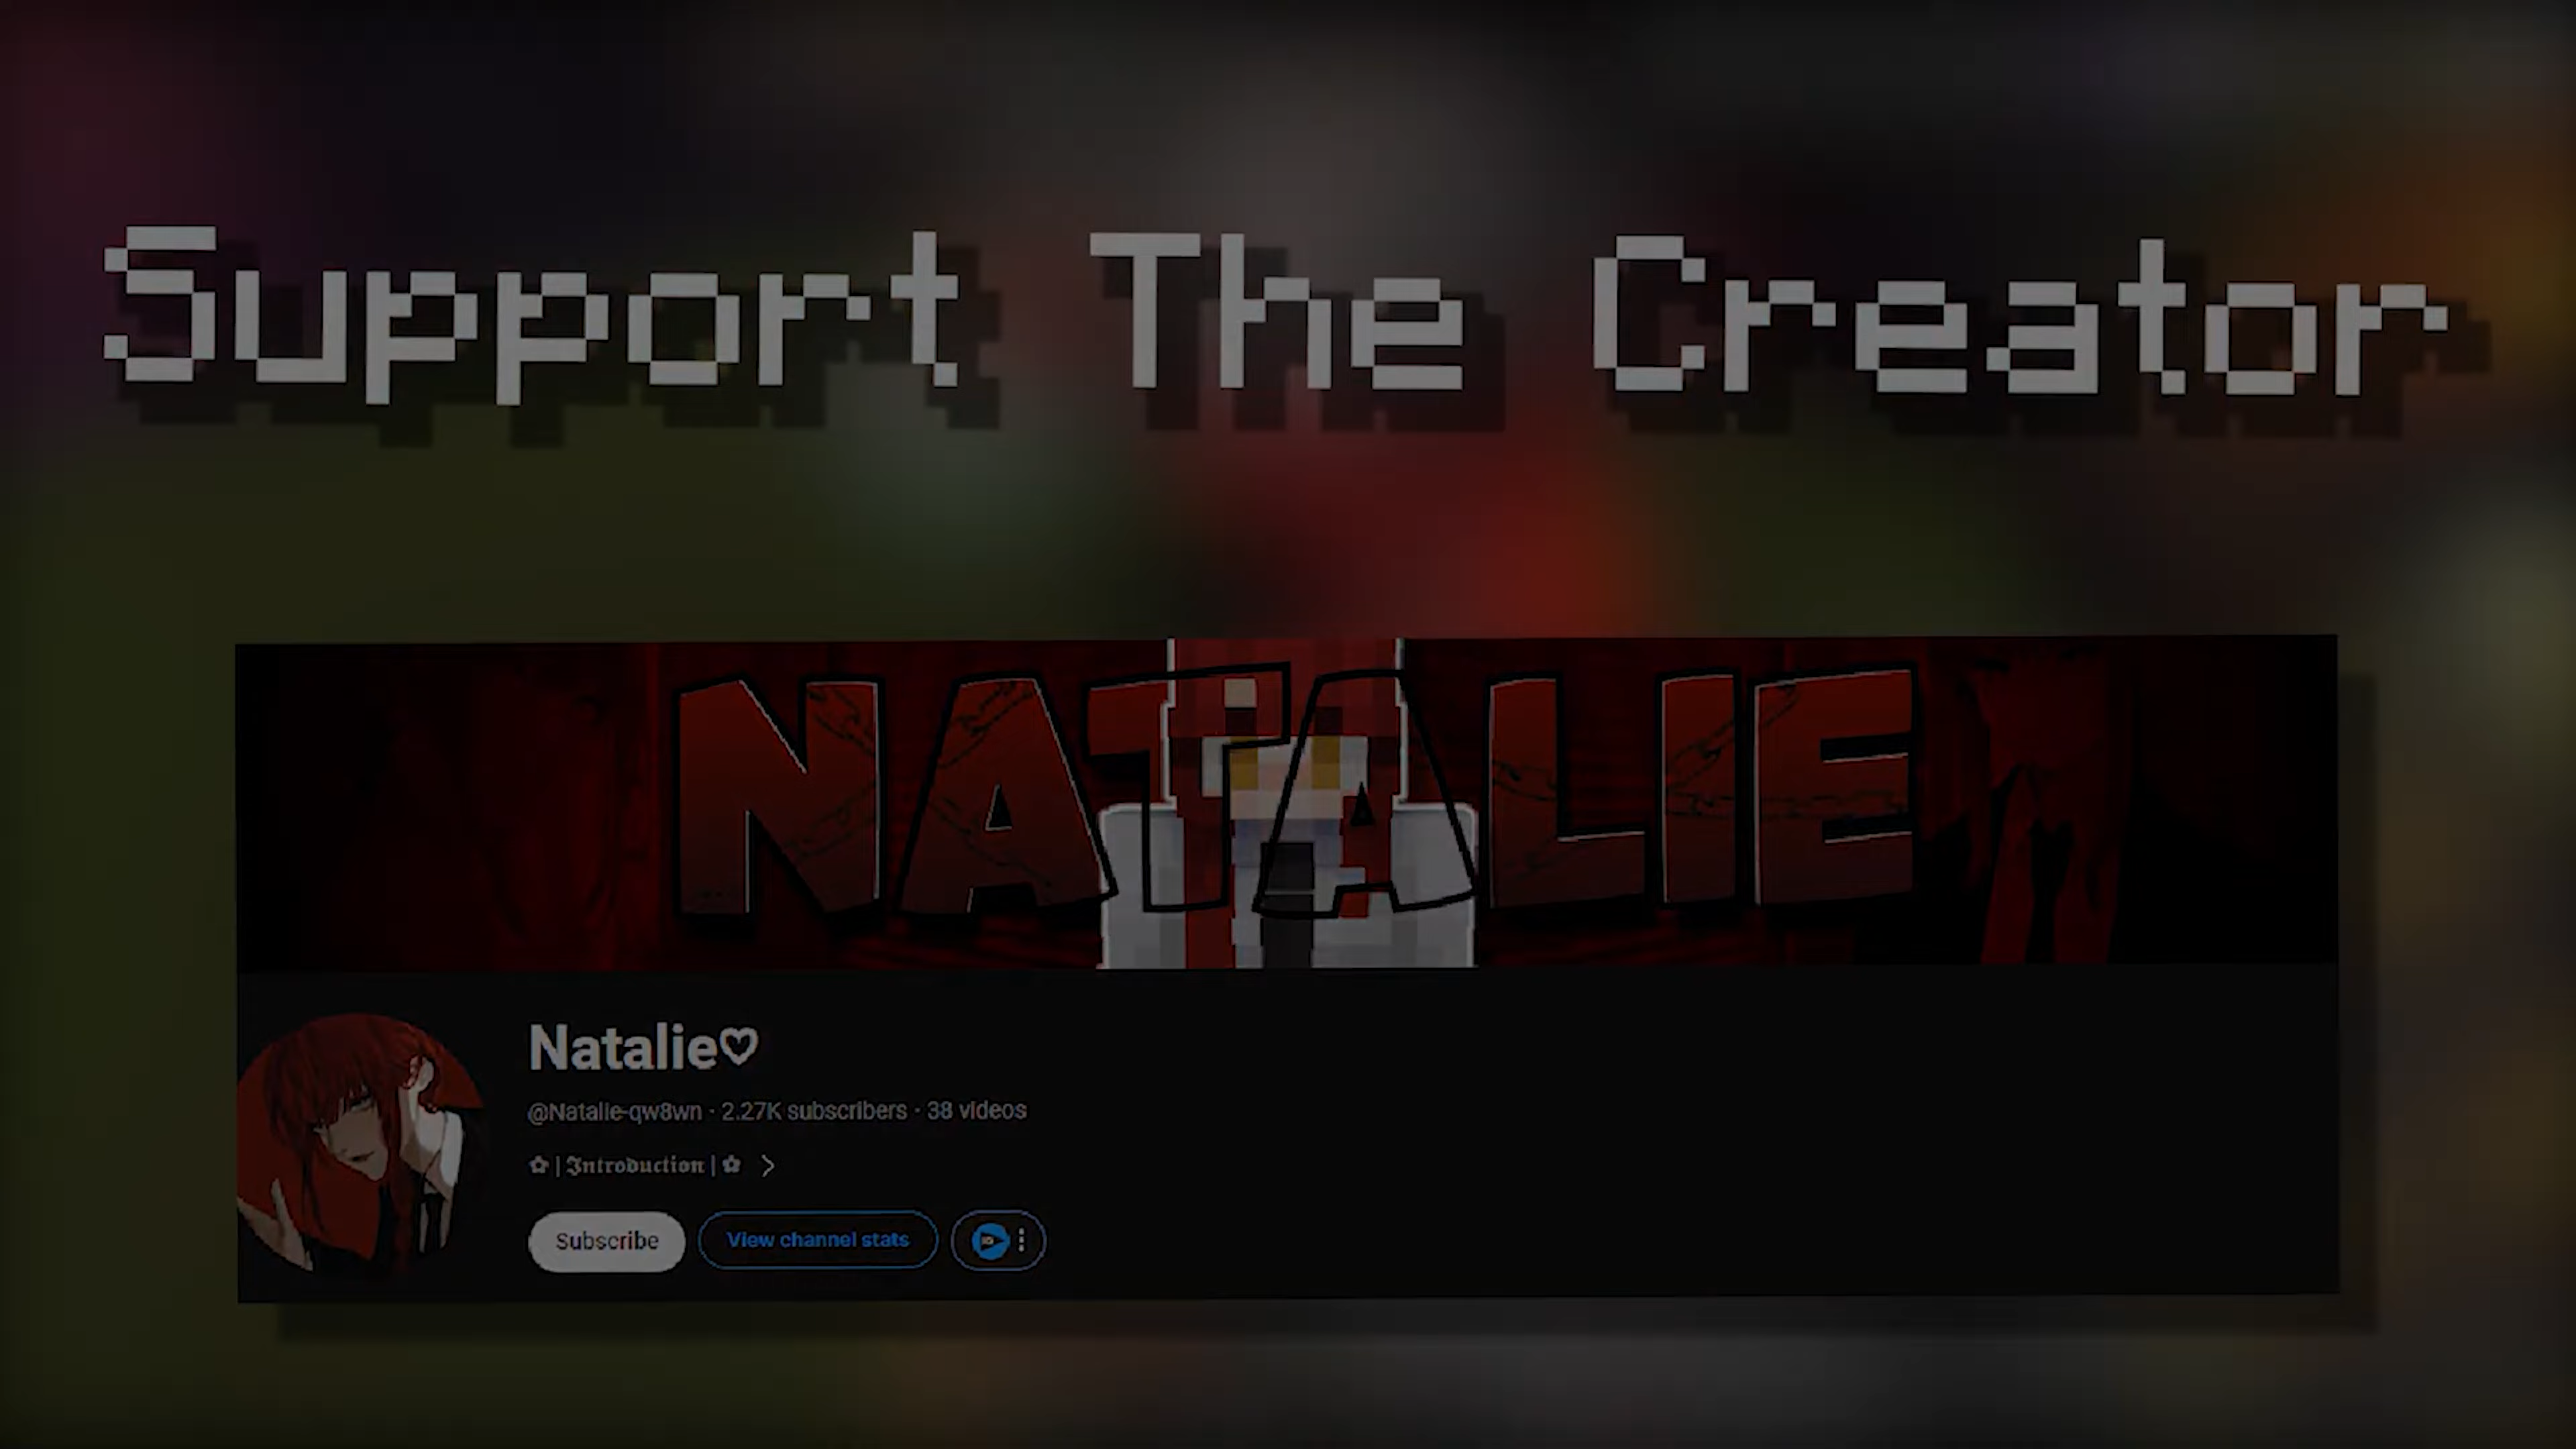 Support The Creator
NATALIE
Natalie♡
@Natalie-qw8wn · 2.27K subscribers · 38 videos
✿ | 𝕴𝖓𝖙𝖗𝖔𝖉𝖚𝖈𝖙𝖎𝖔𝖓 | ✿ >
Subscribe
View channel stats